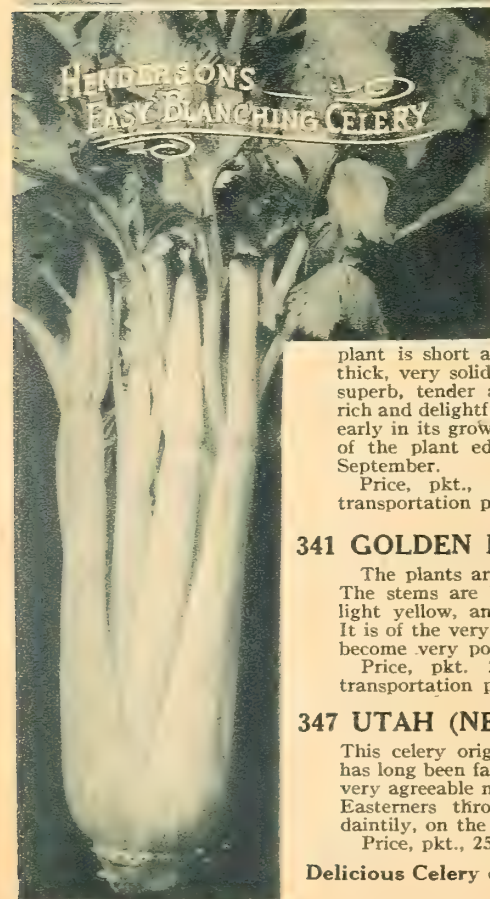 HENDERSONS
EASY BLANCHING CELERY
plant is short a
thick, very solid
superb, tender a
rich and delightf
early in its grow
of the plant ed
September.
Price, pkt.,
transportation p
341 GOLDEN
The plants ar
The stems are
light yellow, an
It is of the very
become very po
Price, pkt.
transportation p
347 UTAH (NE
This celery orig
has long been fa
very agreeable m
Easterners thro
daintily, on the
Price, pkt., 25
Delicious Celery